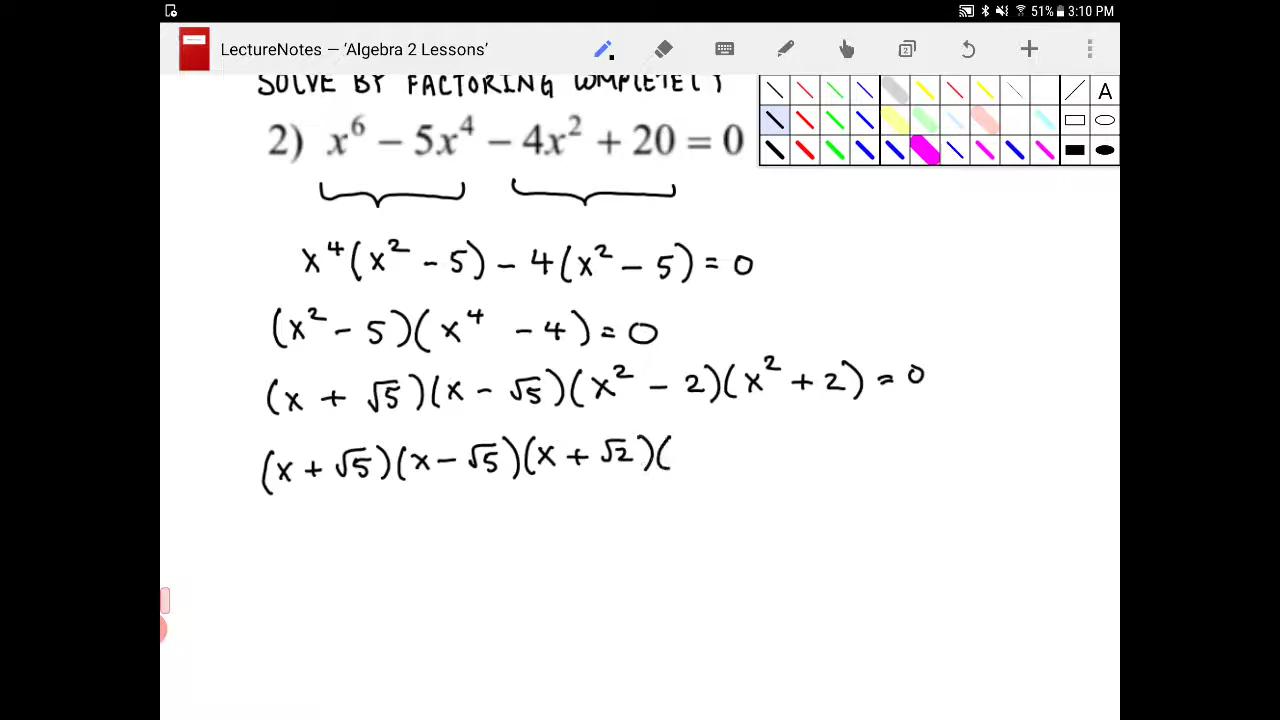 51% 3:10 PM
LectureNotes – ‘Algebra 2 Lessons’
2
A
SOLVE BY FACTORING COMPLETELY
2) x⁶ − 5x⁴ − 4x² + 20 = 0
x⁴(x² − 5) − 4(x² − 5) = 0
(x² − 5)(x⁴ − 4) = 0
(x + √5)(x − √5)(x² − 2)(x² + 2) = 0
(x + √5)(x − √5)(x + √2)(